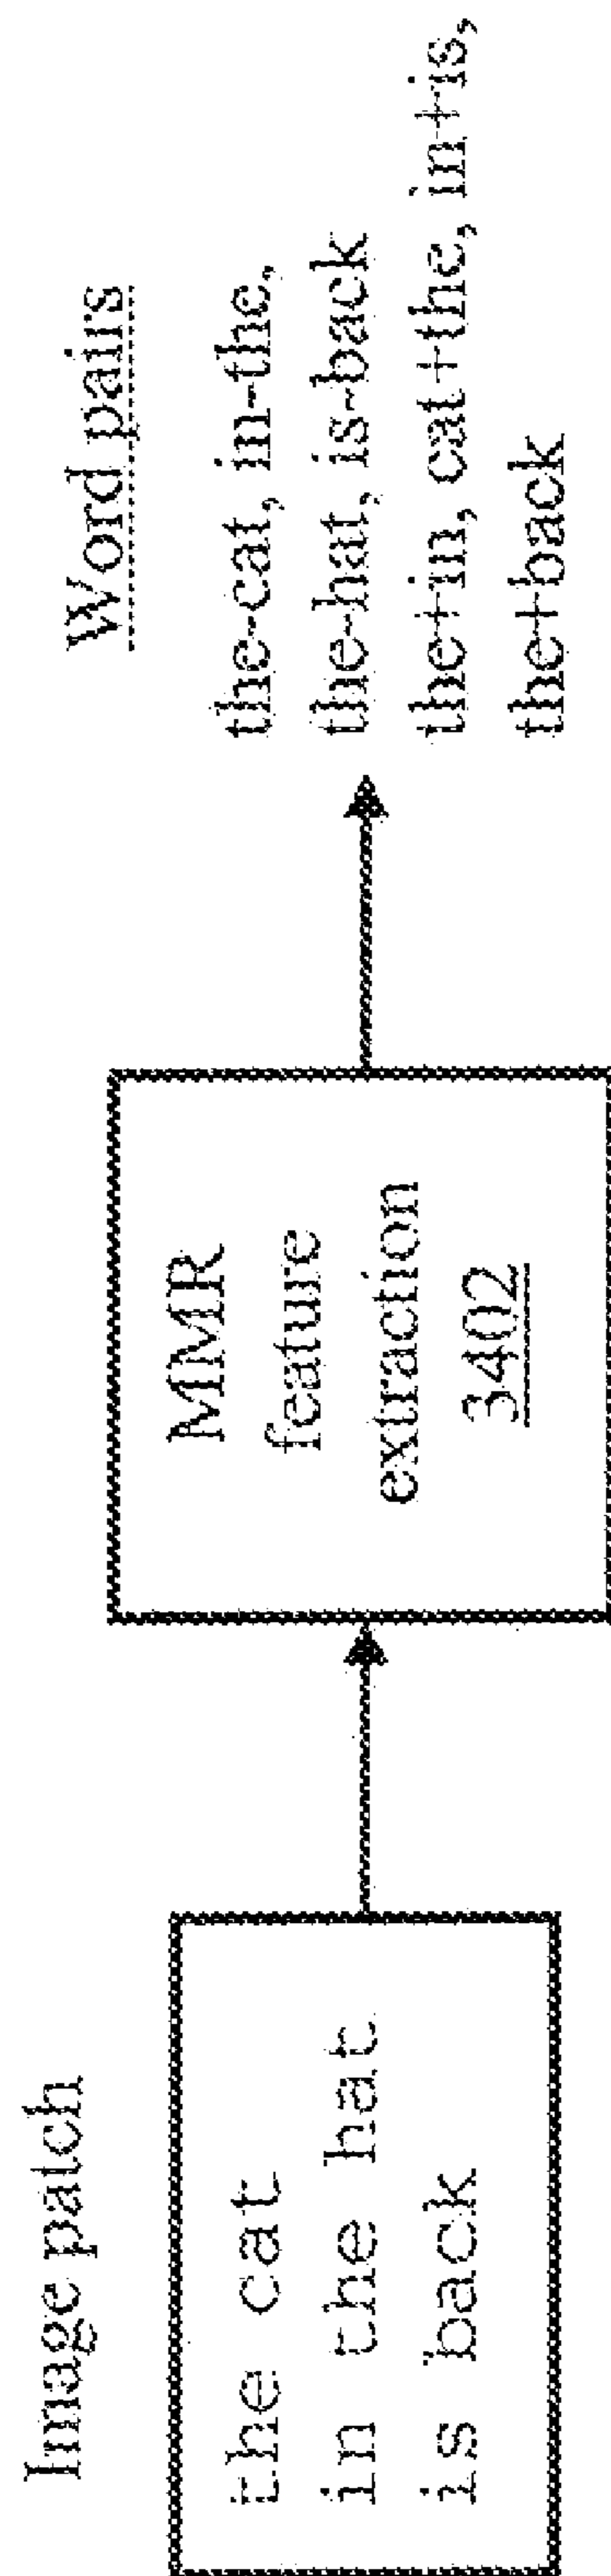 Image patch
the cat
in the hat
is back
MMR
feature
extraction
3402
Word pairs
the-cat, in-the,
the-hat, is-back
the+in, cat+the, in+is,
the+back